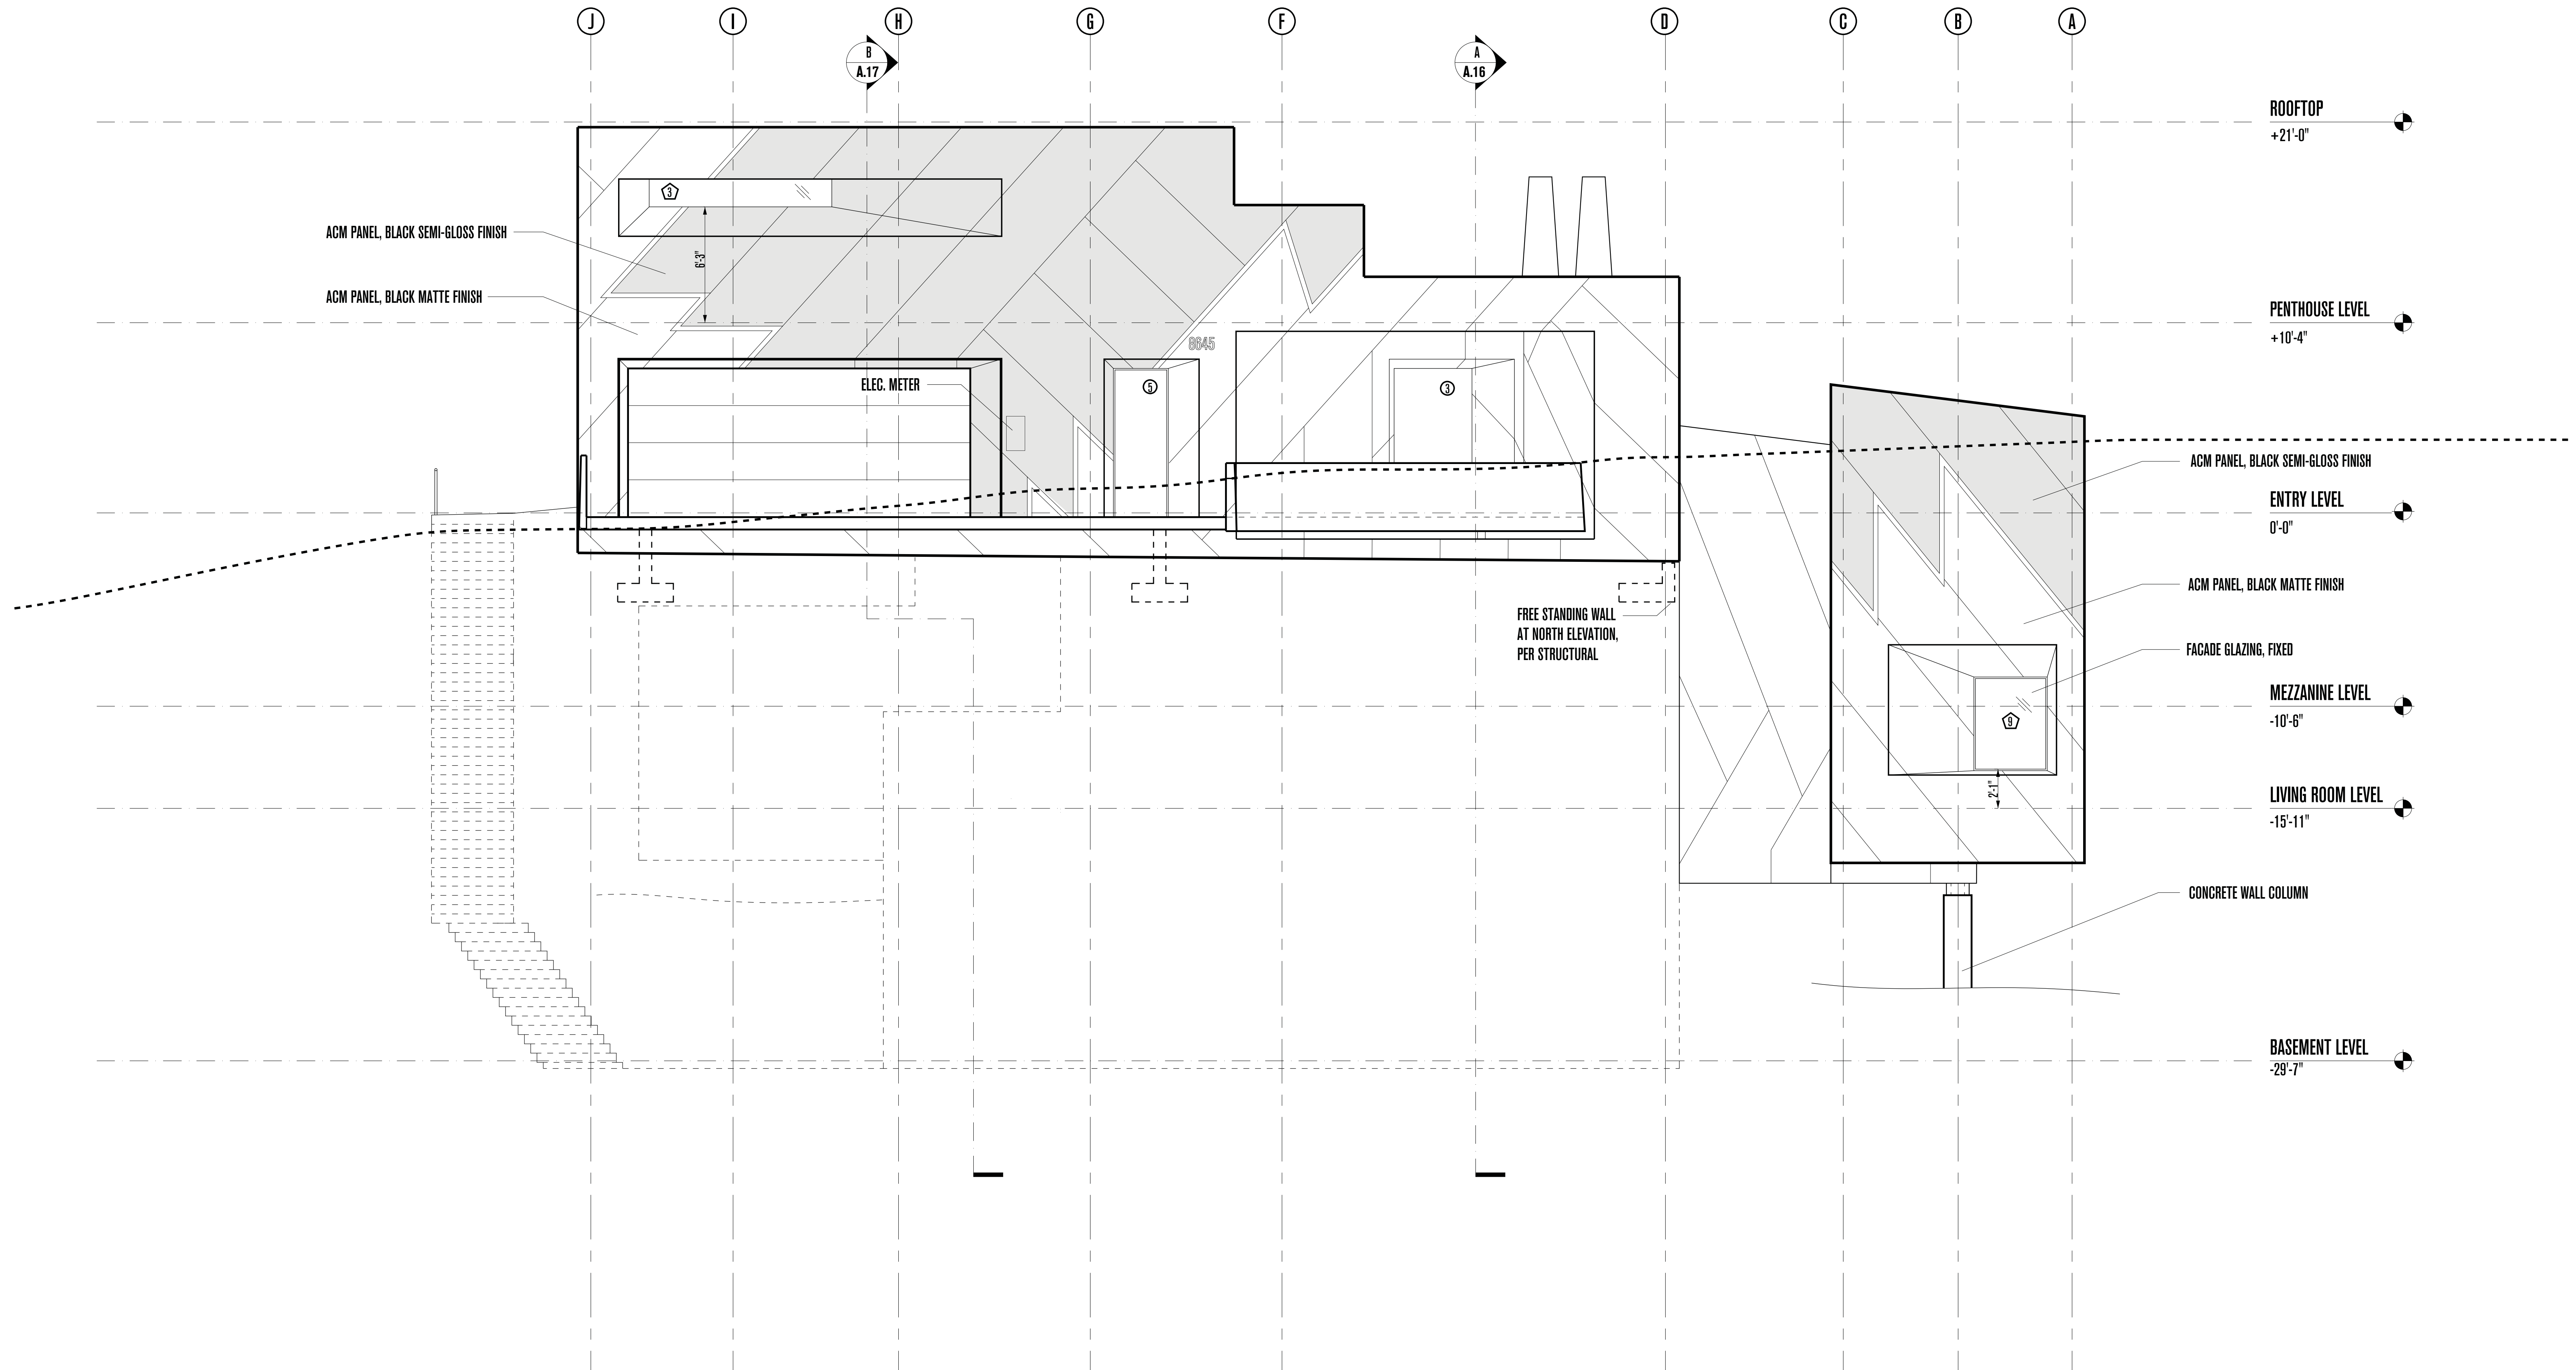 J
I
H
G
F
D
C
B
A
B
A.17
A
A.16
ROOFTOP
+21'-0"
3
ACM PANEL, BLACK SEMI-GLOSS FINISH
6'-3"
ACM PANEL, BLACK MATTE FINISH
PENTHOUSE LEVEL
+10'-4"
8645
ELEC. METER
5
3
ACM PANEL, BLACK SEMI-GLOSS FINISH
ENTRY LEVEL
0'-0"
ACM PANEL, BLACK MATTE FINISH
FREE STANDING WALL
AT NORTH ELEVATION,
PER STRUCTURAL
FACADE GLAZING, FIXED
MEZZANINE LEVEL
-10'-6"
9
2'-1"
LIVING ROOM LEVEL
-15'-11"
CONCRETE WALL COLUMN
BASEMENT LEVEL
-29'-7"